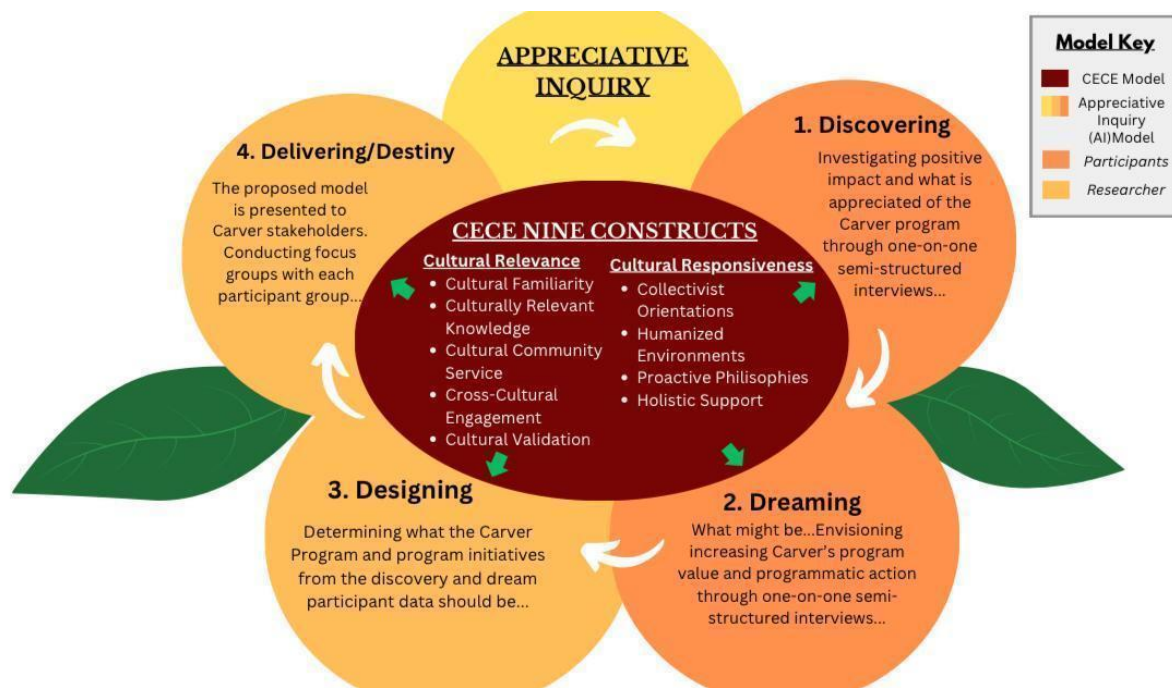 APPRECIATIVE
INQUIRY
1. Discovering
Investigating positive
impact and what is
appreciated of the
Carver program
through one-on-one
semi-structured
interviews...
2. Dreaming
What might be...Envisioning
increasing Carver's program
value and programmatic action
through one-on-one semi-
structured interviews...
3. Designing
Determining what the Carver
Program and program initiatives
from the discovery and dream
participant data should be...
4. Delivering/Destiny
The proposed model
is presented to
Carver stakeholders.
Conducting focus
groups with each
participant group...
CECE NINE CONSTRUCTS
Cultural Relevance
• Cultural Familiarity
• Culturally Relevant
Knowledge
• Cultural Community
Service
• Cross-Cultural
Engagement
• Cultural Validation
Cultural Responsiveness
• Collectivist
Orientations
• Humanized
Environments
• Proactive Philisophies
• Holistic Support
Model Key
CECE Model
Appreciative
Inquiry
(AI)Model
Participants
Researcher